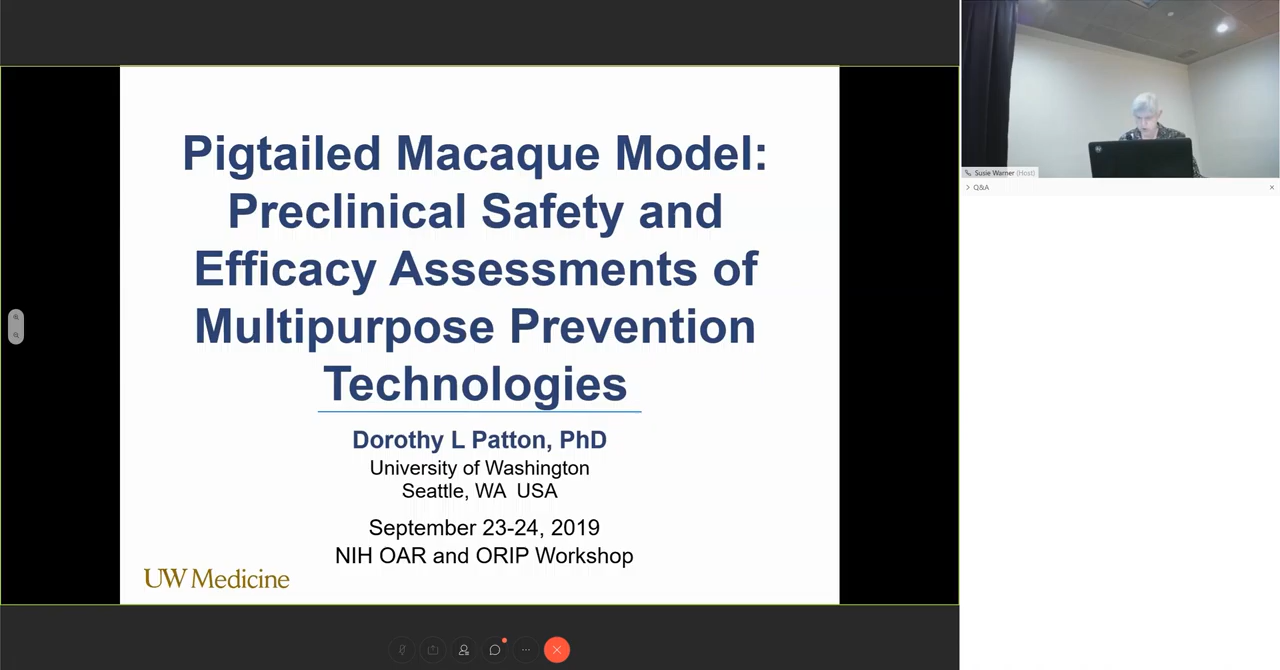 Pigtailed Macaque Model:
Preclinical Safety and
Efficacy Assessments of
Multipurpose Prevention
Technologies
Dorothy L Patton, PhD
University of Washington
Seattle, WA USA
September 23-24, 2019
NIH OAR and ORIP Workshop
UW Medicine
Susie Warner (Host)
Q&A